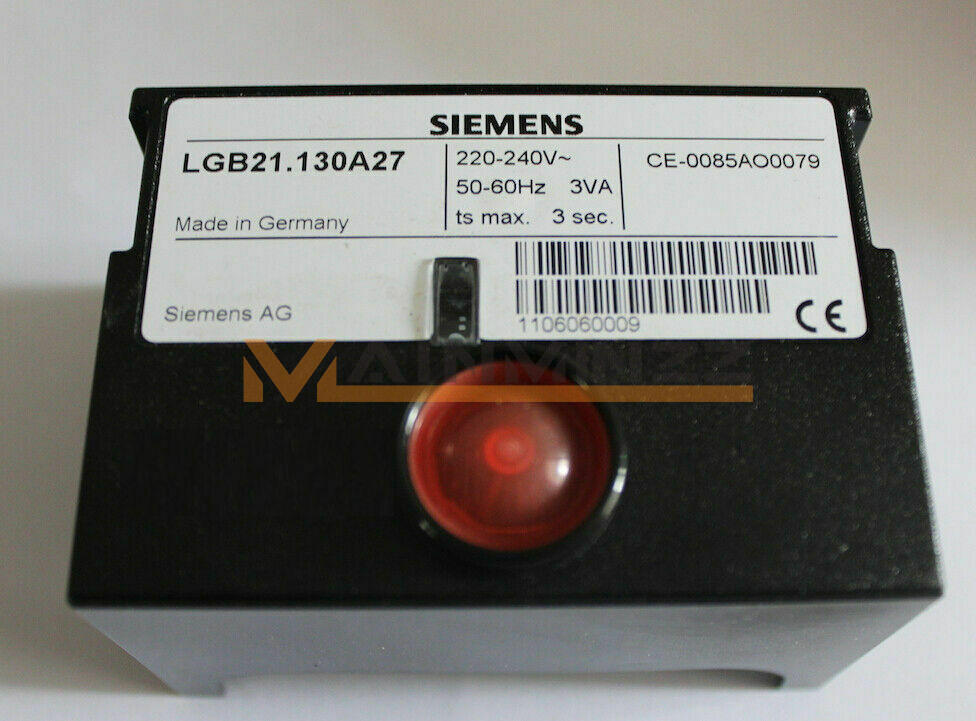 SIEMENS
LGB21.130A27
220-240V~
50-60Hz 3VA
ts max. 3 sec.
CE-0085AO0079
Made in Germany
Siemens AG
1106060009
CE
MAINMNZZ